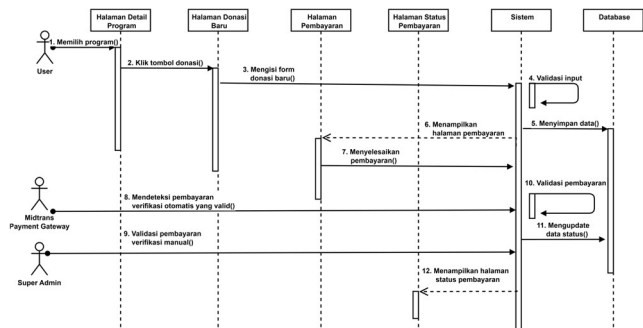 Halaman Detail
Program
Halaman Donasi
Baru
Halaman
Pembayaran
Halaman Status
Pembayaran
Sistem
Database
1. Memilih program()
User
2. Klik tombol donasi()
3. Mengisi form
donasi baru()
4. Validasi input
5. Menyimpan data()
6. Menampilkan
halaman pembayaran
7. Menyelesaikan
pembayaran()
8. Mendeteksi pembayaran
verifikasi otomatis yang valid()
Midtrans
Payment Gateway
10. Validasi pembayaran
9. Validasi pembayaran
verifikasi manual()
11. Mengupdate
data status()
Super Admin
12. Menampilkan halaman
status pembayaran